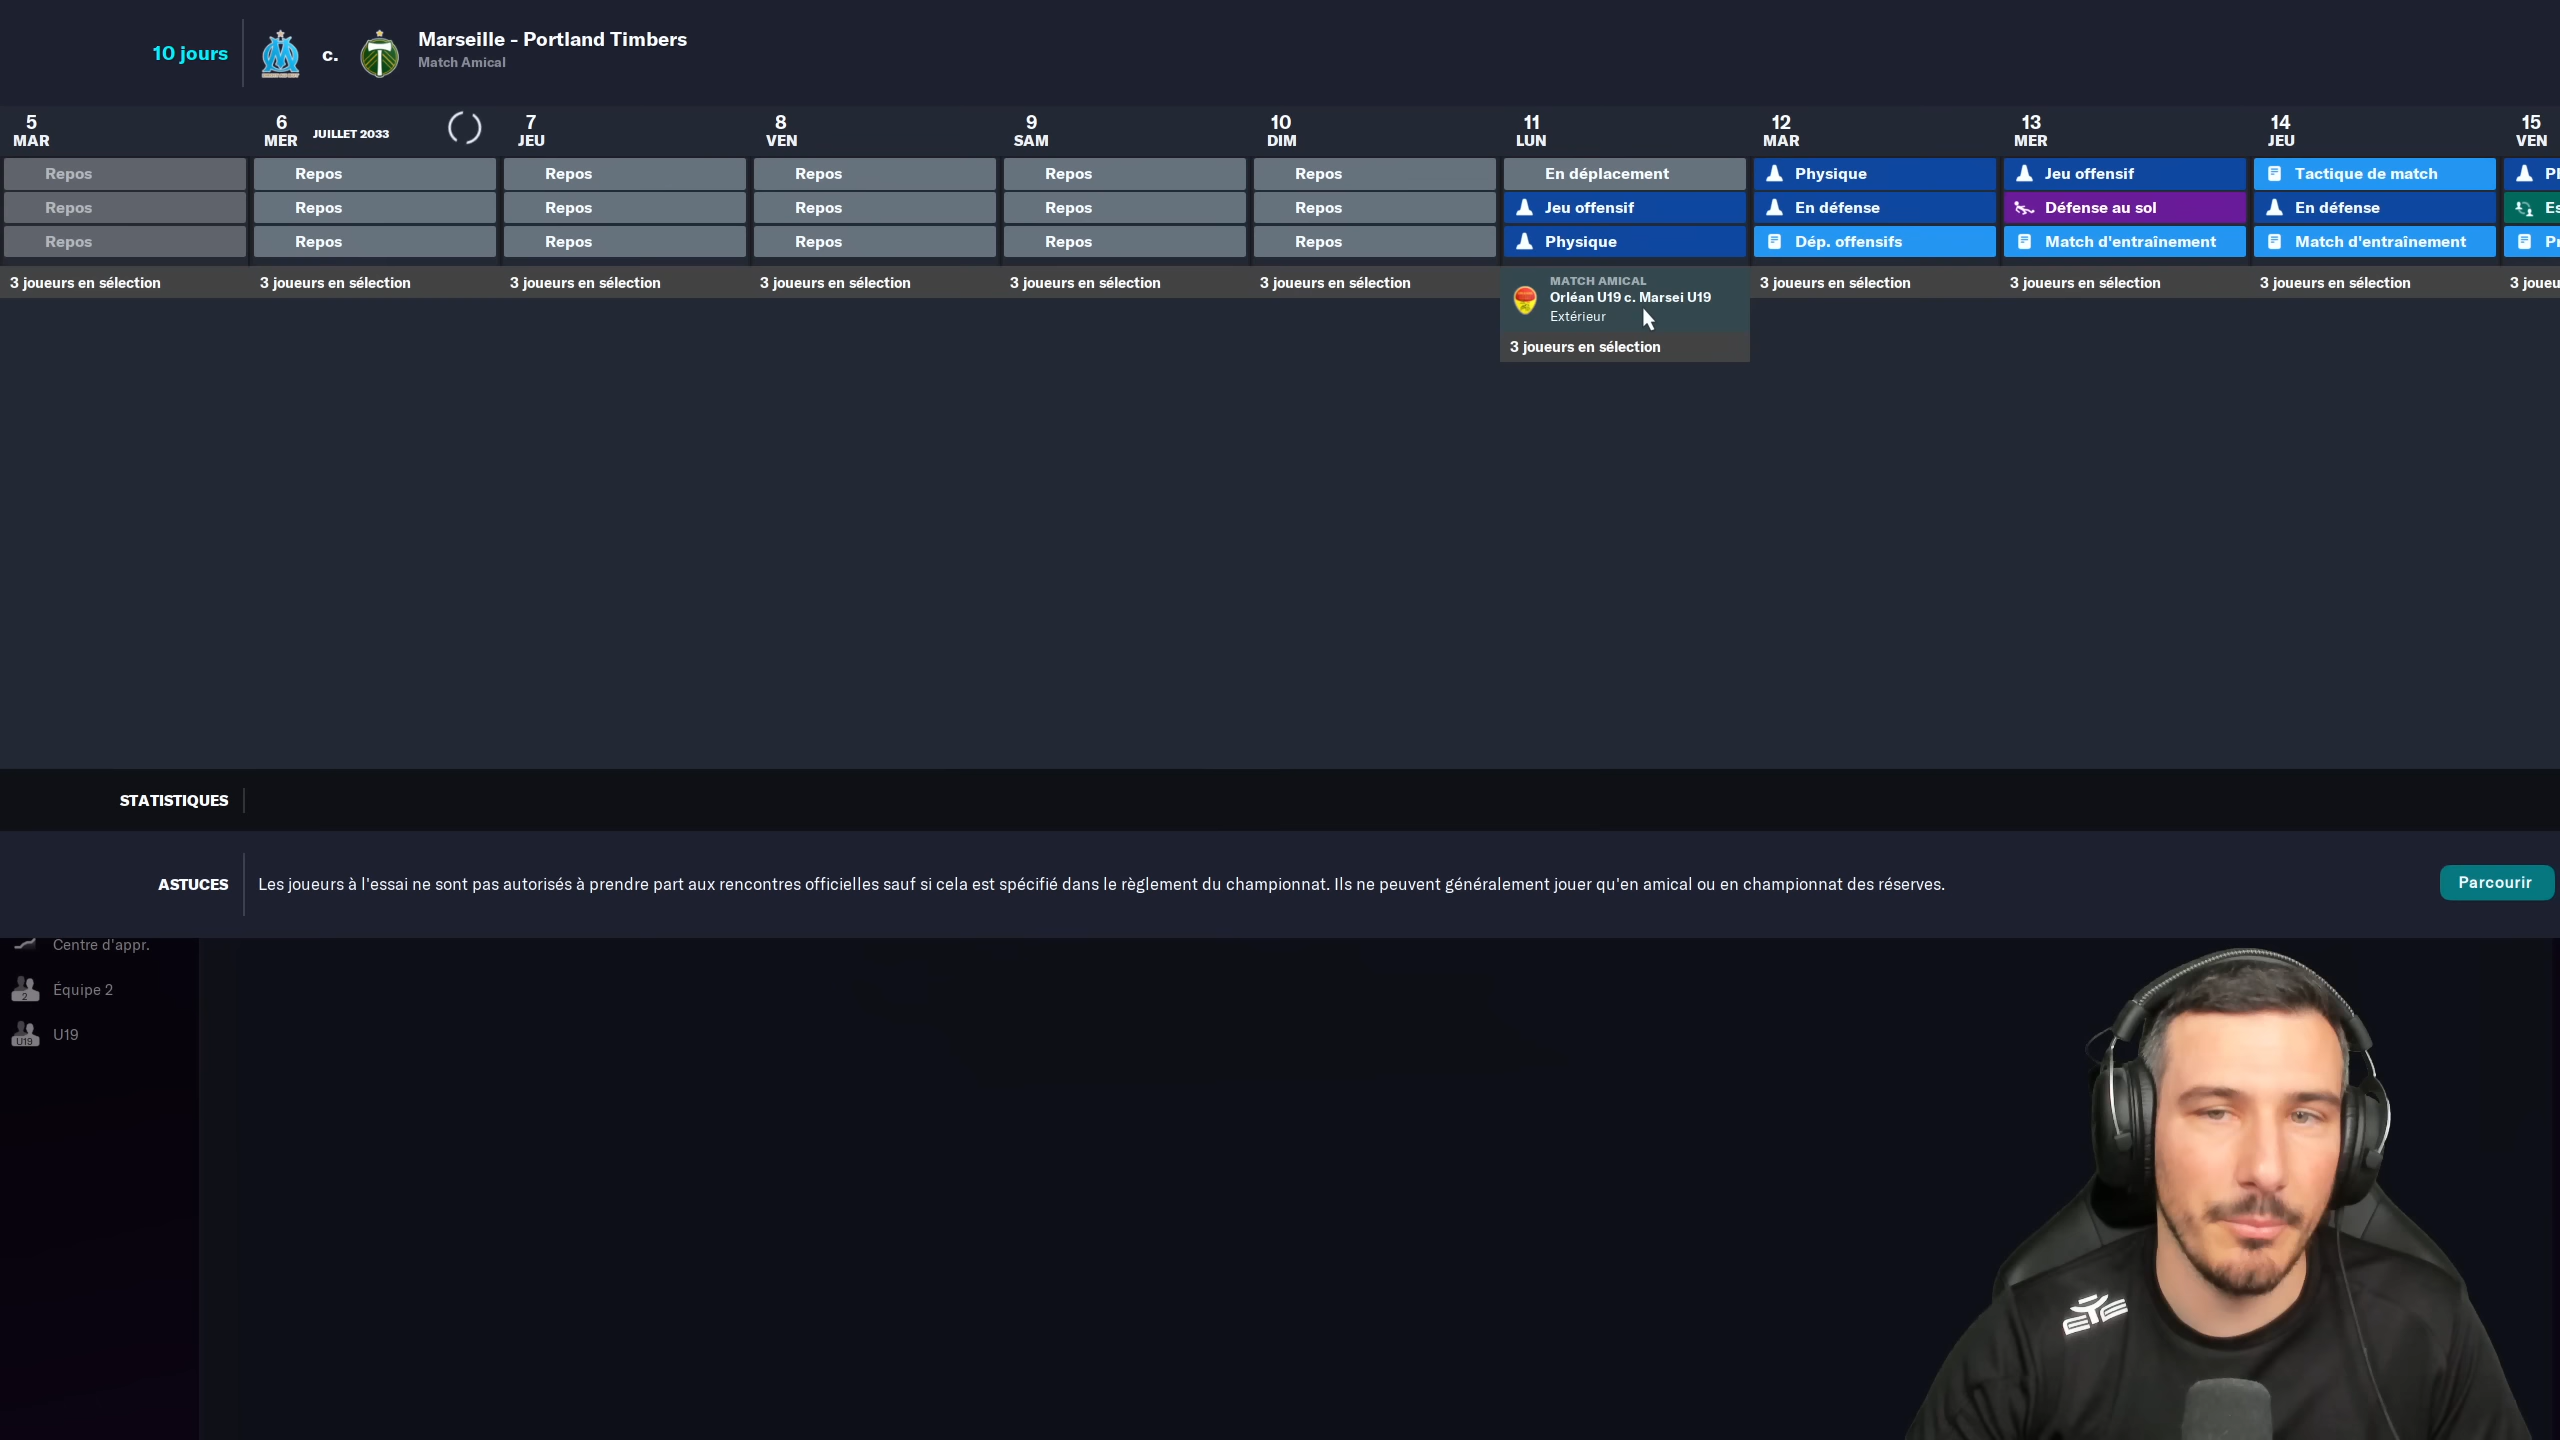 10 jours
c.
Marseille - Portland Timbers
Match Amical
5
MAR
6
MER
JUILLET 2033
7
JEU
8
VEN
9
SAM
10
DIM
11
LUN
12
MAR
13
MER
14
JEU
15
VEN
Repos
Repos
Repos
3 joueurs en sélection
Repos
Repos
Repos
3 joueurs en sélection
Repos
Repos
Repos
3 joueurs en sélection
Repos
Repos
Repos
3 joueurs en sélection
Repos
Repos
Repos
3 joueurs en sélection
Repos
Repos
Repos
3 joueurs en sélection
En déplacement
Jeu offensif
Physique
MATCH AMICAL
Orléan U19 c. Marsei U19
Extérieur
3 joueurs en sélection
Physique
En défense
Dép. offensifs
3 joueurs en sélection
Jeu offensif
Défense au sol
Match d'entraînement
3 joueurs en sélection
Tactique de match
En défense
Match d'entraînement
3 joueurs en sélection
STATISTIQUES
ASTUCES
Les joueurs à l'essai ne sont pas autorisés à prendre part aux rencontres officielles sauf si cela est spécifié dans le règlement du championnat. Ils ne peuvent généralement jouer qu'en amical ou en championnat des réserves.
Parcourir
Centre d'appr.
2
Équipe 2
U19
U19